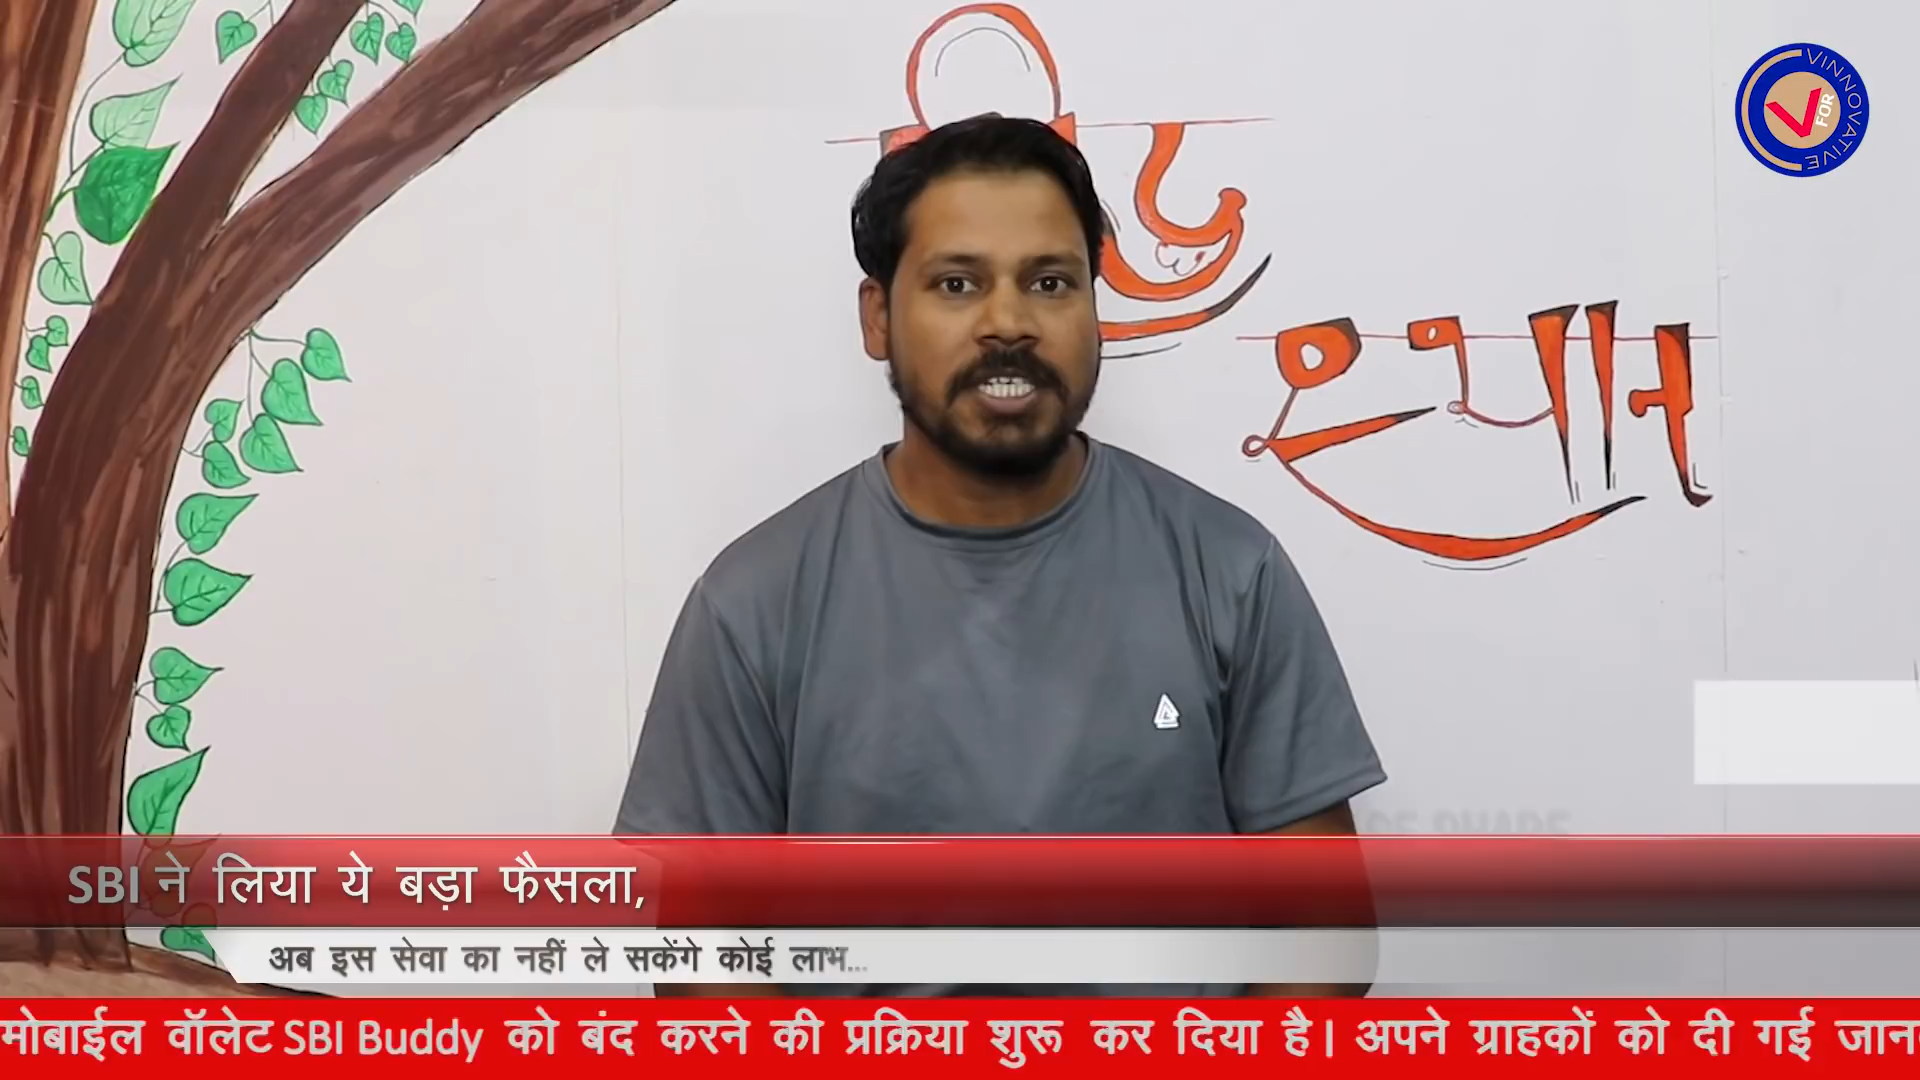 VINNOVATIVE
V FOR
श्यान
SBI ने लिया ये बड़ा फैसला,
अब इस सेवा का नहीं ले सकेंगे कोई लाभ...
मोबाईल वॉलेट SBI Buddy को बंद करने की प्रक्रिया शुरू कर दिया है। अपने ग्राहकों को दी गई